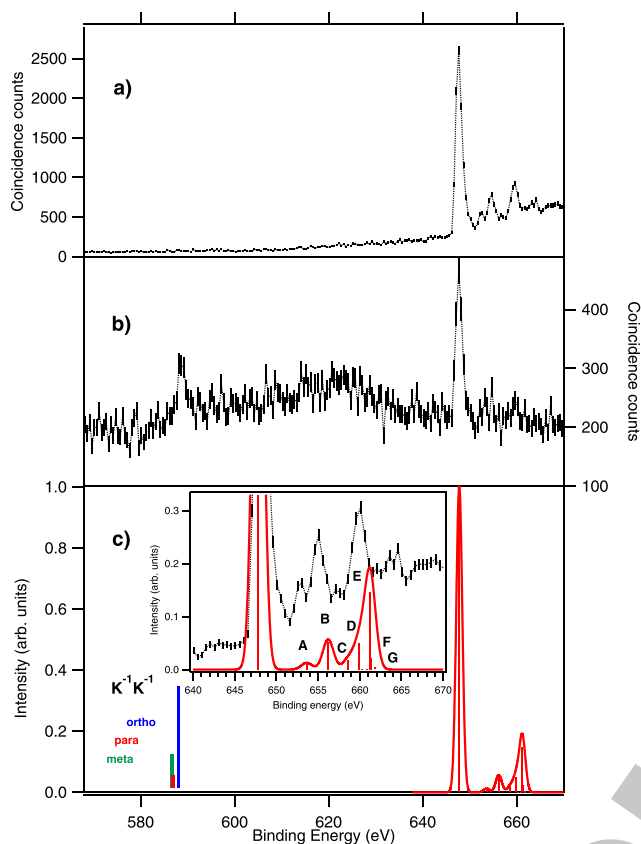 2500
2000
1500
1000
500
0
Coincidence counts
a)
400
300
200
100
Coincidence counts
b)
1.0
0.8
0.6
0.4
0.2
0.0
Intensity (arb. units)
c)
K⁻¹K⁻¹
ortho
para
meta
0.3
0.2
0.1
0.0
Intensity (arb. units)
A
B
C
D
E
F
G
640
645
650
655
660
665
670
Binding energy (eV)
580
600
620
640
660
Binding Energy (eV)